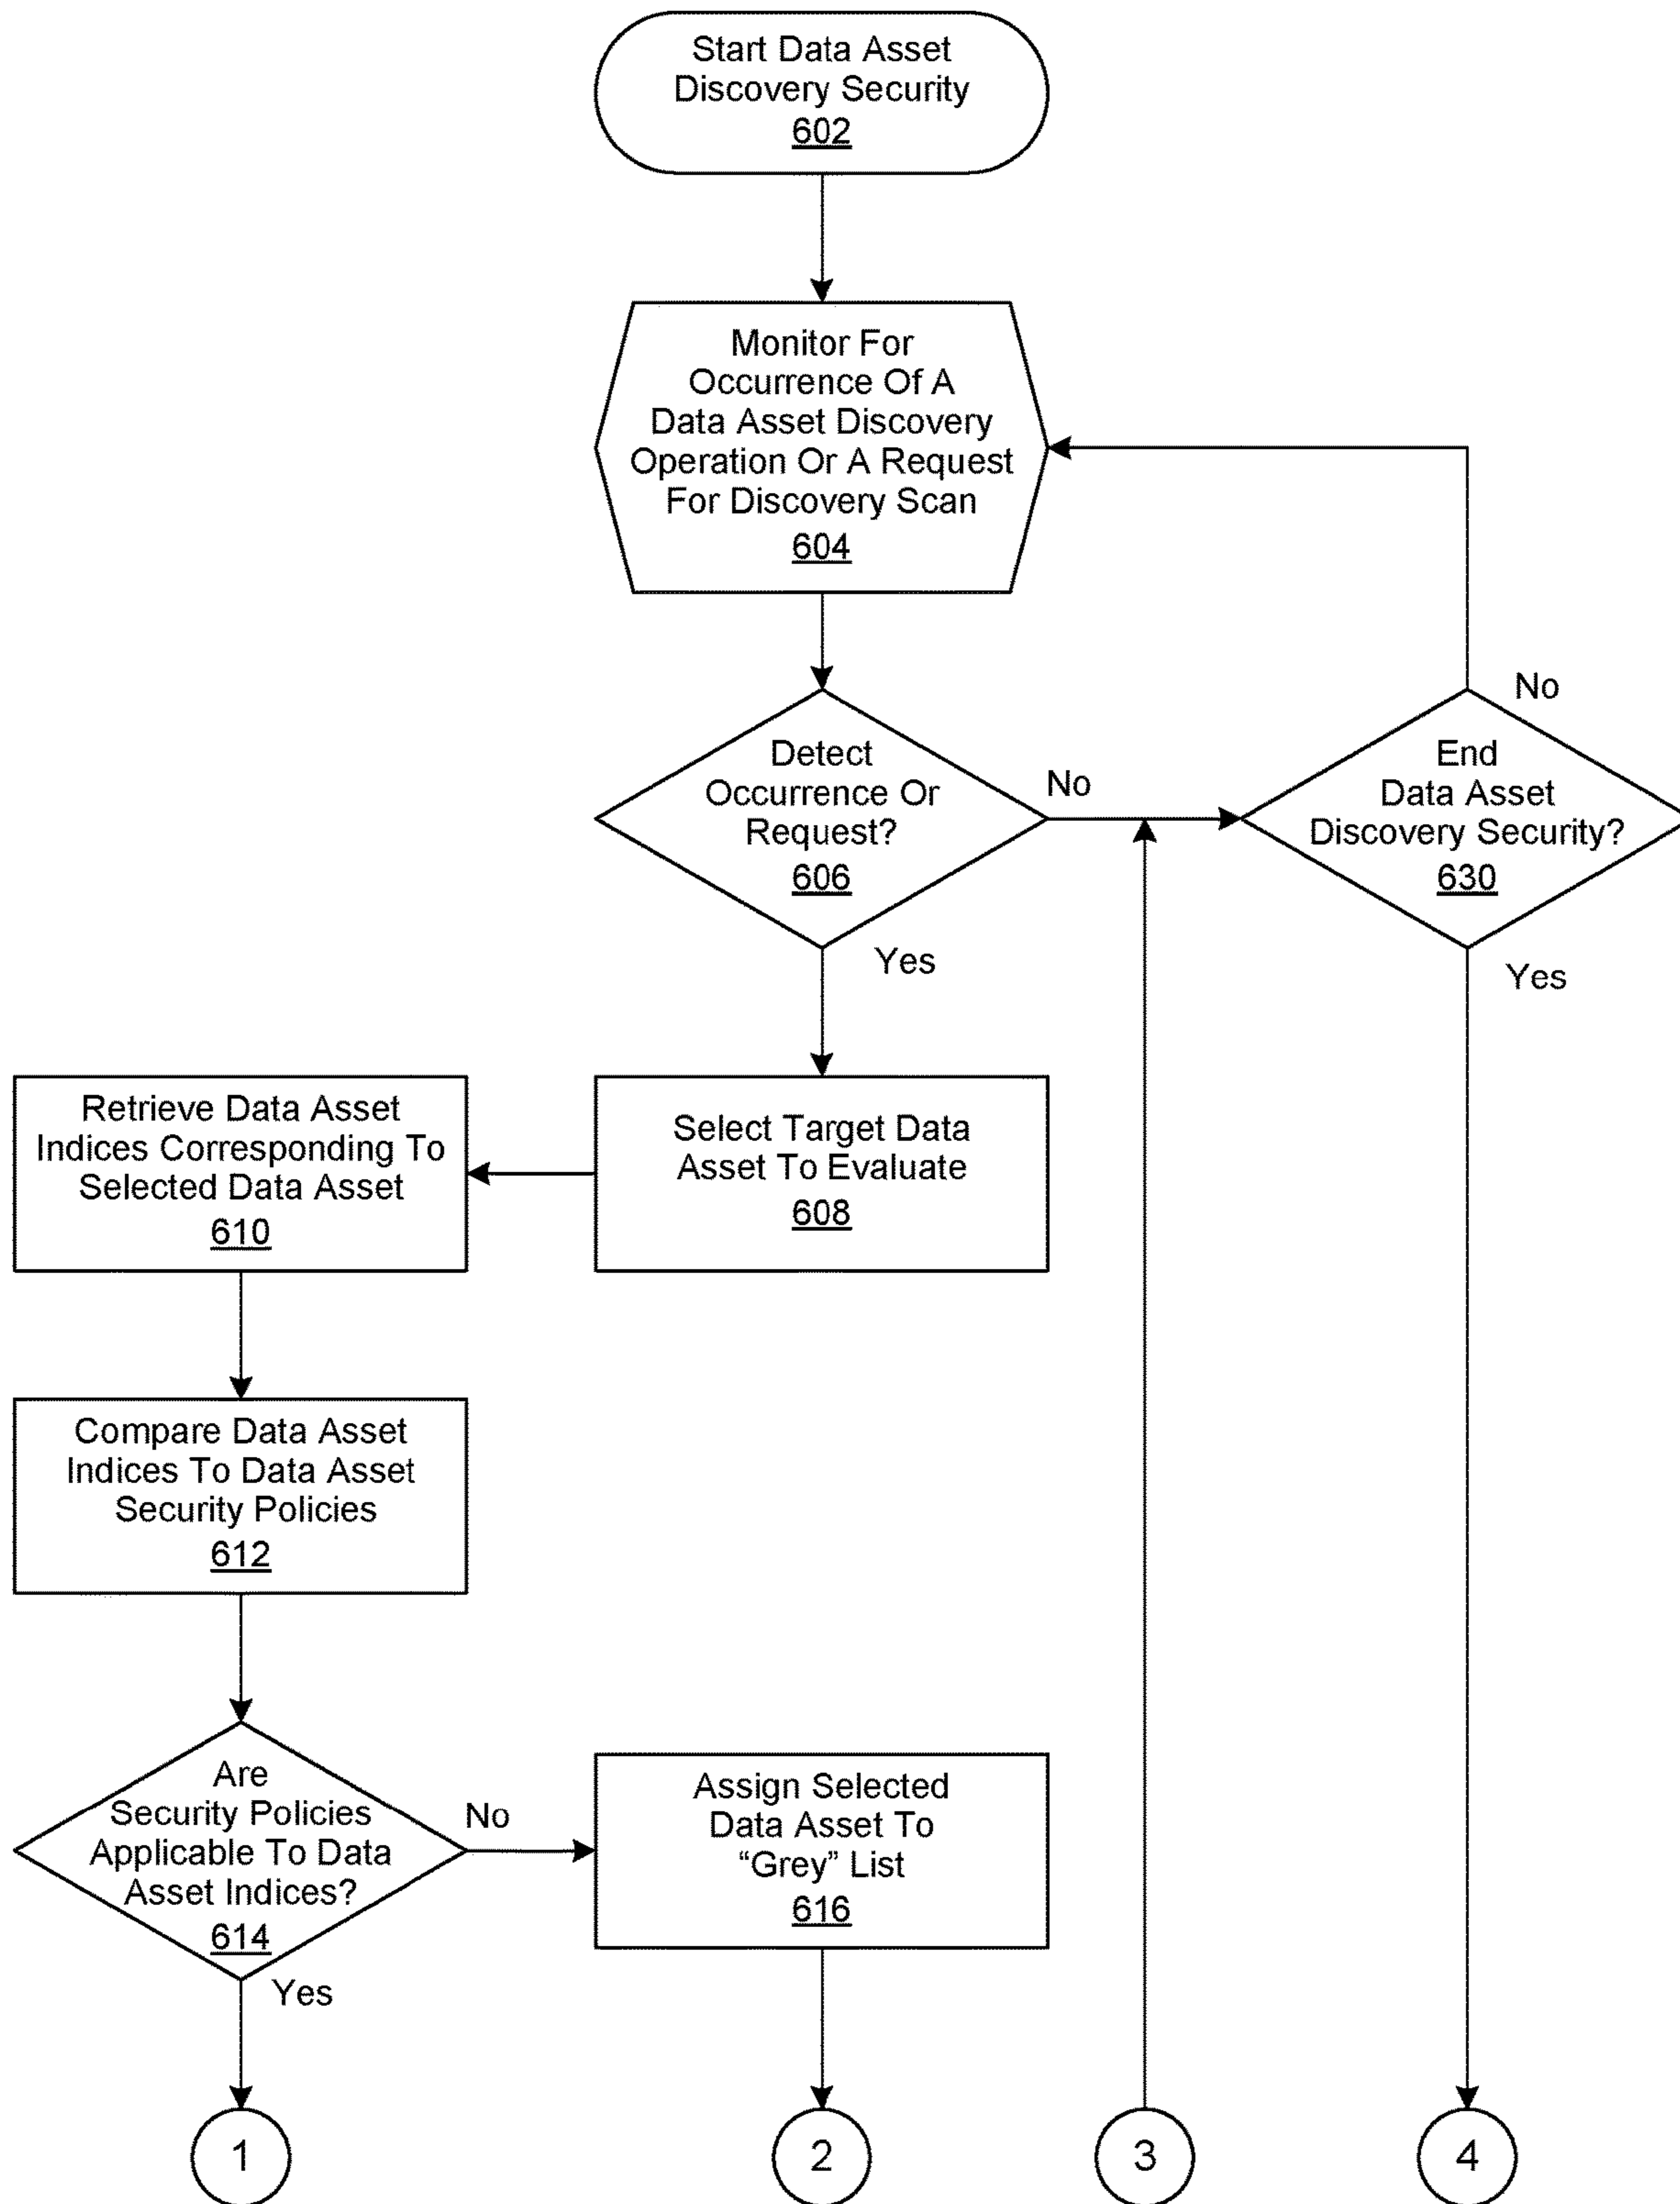 Start Data Asset
Discovery Security
602
Monitor For
Occurrence Of A
Data Asset Discovery
Operation Or A Request
For Discovery Scan
604
No
Detect
Occurrence Or
Request?
606
No
End
Data Asset
Discovery Security?
630
Yes
Yes
Retrieve Data Asset
Indices Corresponding To
Selected Data Asset
610
Select Target Data
Asset To Evaluate
608
Compare Data Asset
Indices To Data Asset
Security Policies
612
Are
Security Policies
Applicable To Data
Asset Indices?
614
No
Yes
Assign Selected
Data Asset To
“Grey” List
616
1
2
3
4